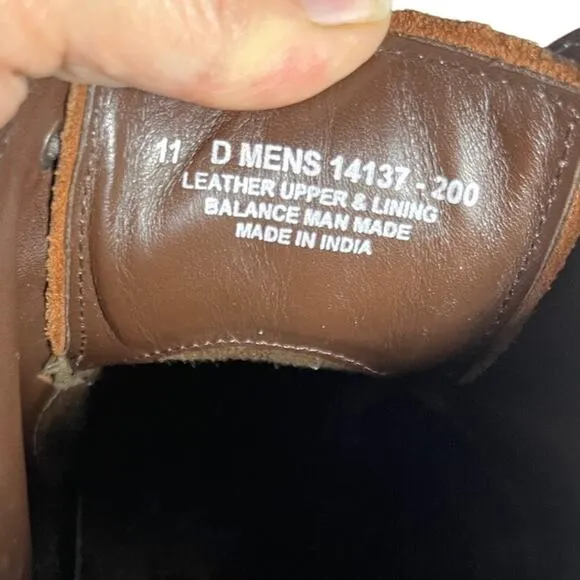 11 D MENS 14137 - 200
LEATHER UPPER & LINING
BALANCE MAN MADE
MADE IN INDIA